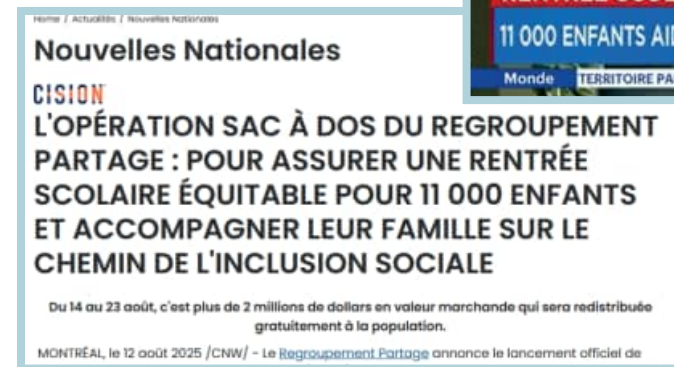 Home / Actualités / Nouvelles Nationales
Nouvelles Nationales
CISION
L'OPÉRATION SAC À DOS DU REGROUPEMENT
PARTAGE : POUR ASSURER UNE RENTRÉE
SCOLAIRE ÉQUITABLE POUR 11 000 ENFANTS
ET ACCOMPAGNER LEUR FAMILLE SUR LE
CHEMIN DE L'INCLUSION SOCIALE
Du 14 au 23 août, c'est plus de 2 millions de dollars en valeur marchande qui sera redistribuée
gratuitement à la population.
MONTRÉAL, le 12 août 2025 /CNW/ - Le Regroupement Partage annonce le lancement officiel de
11 000 ENFANTS
Monde TERRITOIRE